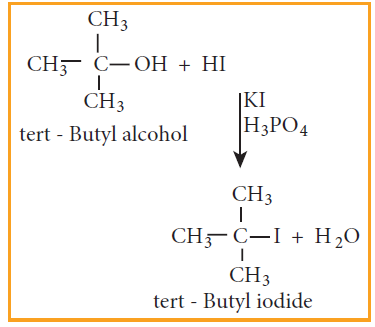 CH3
CH3 C—OH + HI
CH3
tert - Butyl alcohol
KI
H3PO4
CH3
CH3 C—I + H2O
CH3
tert - Butyl iodide